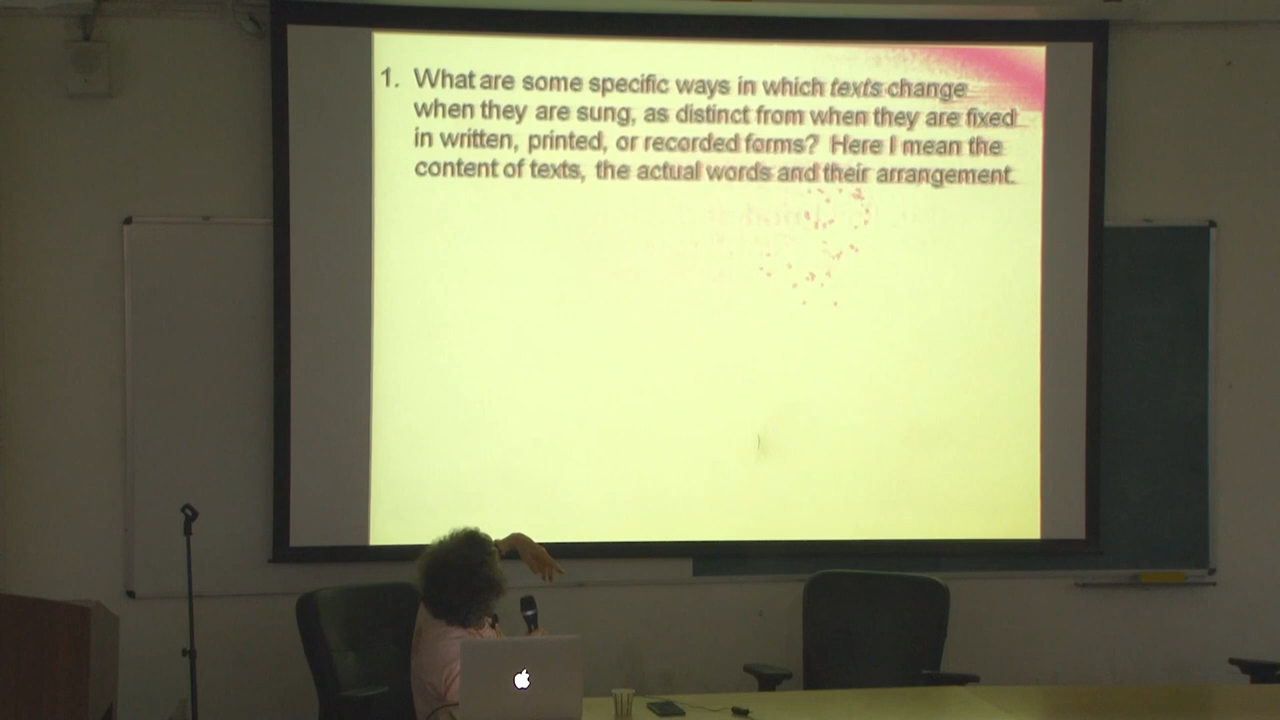 1. What are some specific ways in which texts change
when they are sung, as distinct from when they are fixed
in written, printed, or recorded forms? Here I mean the
content of texts, the actual words and their arrangement.